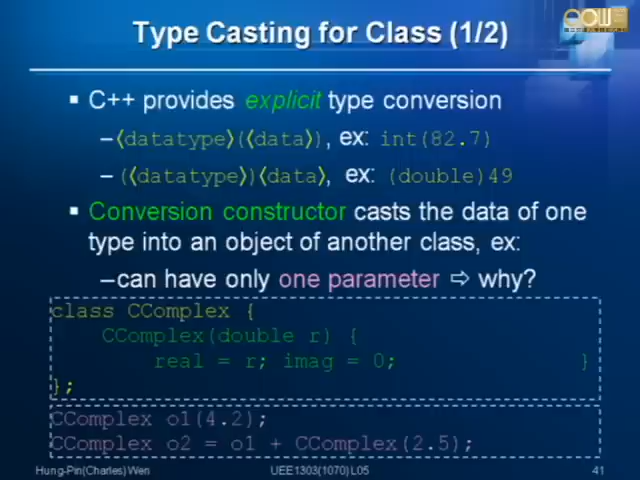 Type Casting for Class (1/2)
▪ C++ provides explicit type conversion
–⟨datatype⟩(⟨data⟩), ex: int(82.7)
–(⟨datatype⟩)⟨data⟩, ex: (double)49
▪ Conversion constructor casts the data of one
type into an object of another class, ex:
–can have only one parameter ⇨ why?
class CComplex {
CComplex(double r) {
real = r; imag = 0; }
};
CComplex o1(4.2);
CComplex o2 = o1 + CComplex(2.5);
Hung-Pin(Charles) Wen UEE1303(1070) L05 41